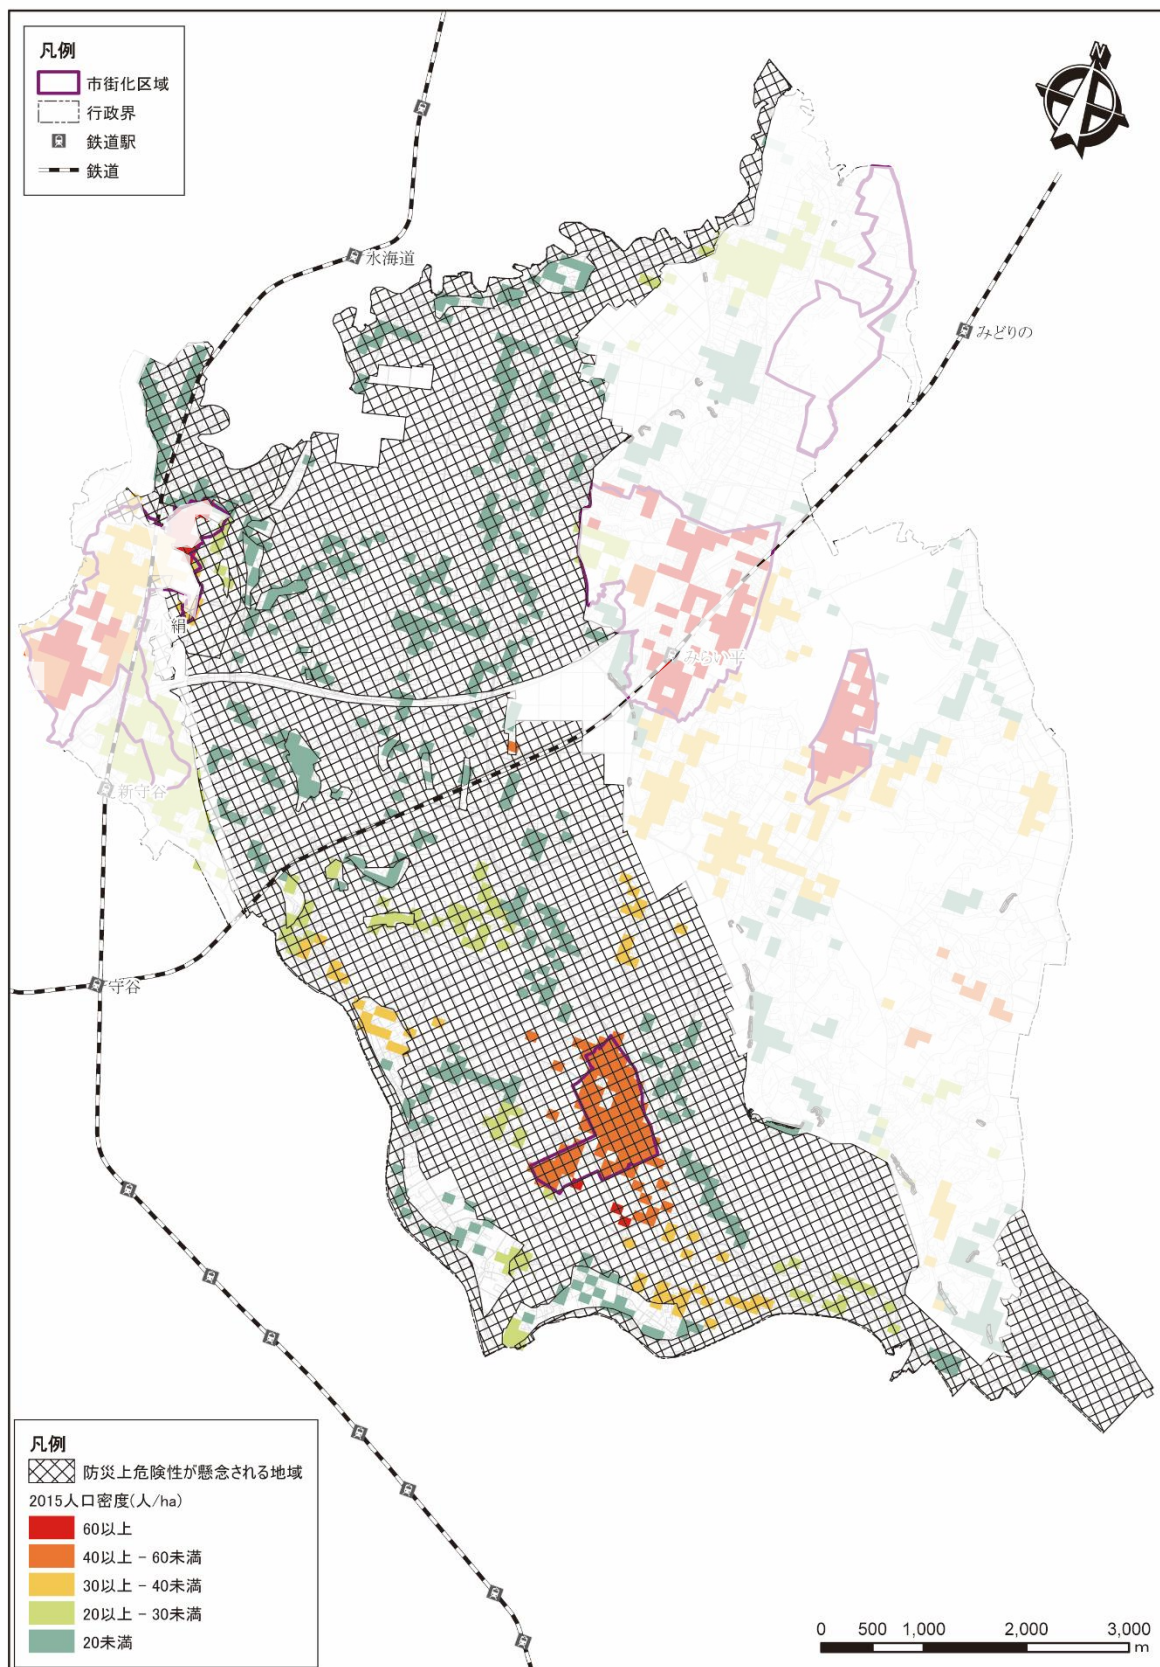 凡例
市街化区域
行政界
鉄道駅
鉄道
N
水海道
みどりの
絹
みらい平
新守谷
守谷
凡例
防災上危険性が懸念される地域
2015人口密度(人/ha)
60以上
40以上 − 60未満
30以上 − 40未満
20以上 − 30未満
20未満
0 500 1,000 2,000 3,000
m